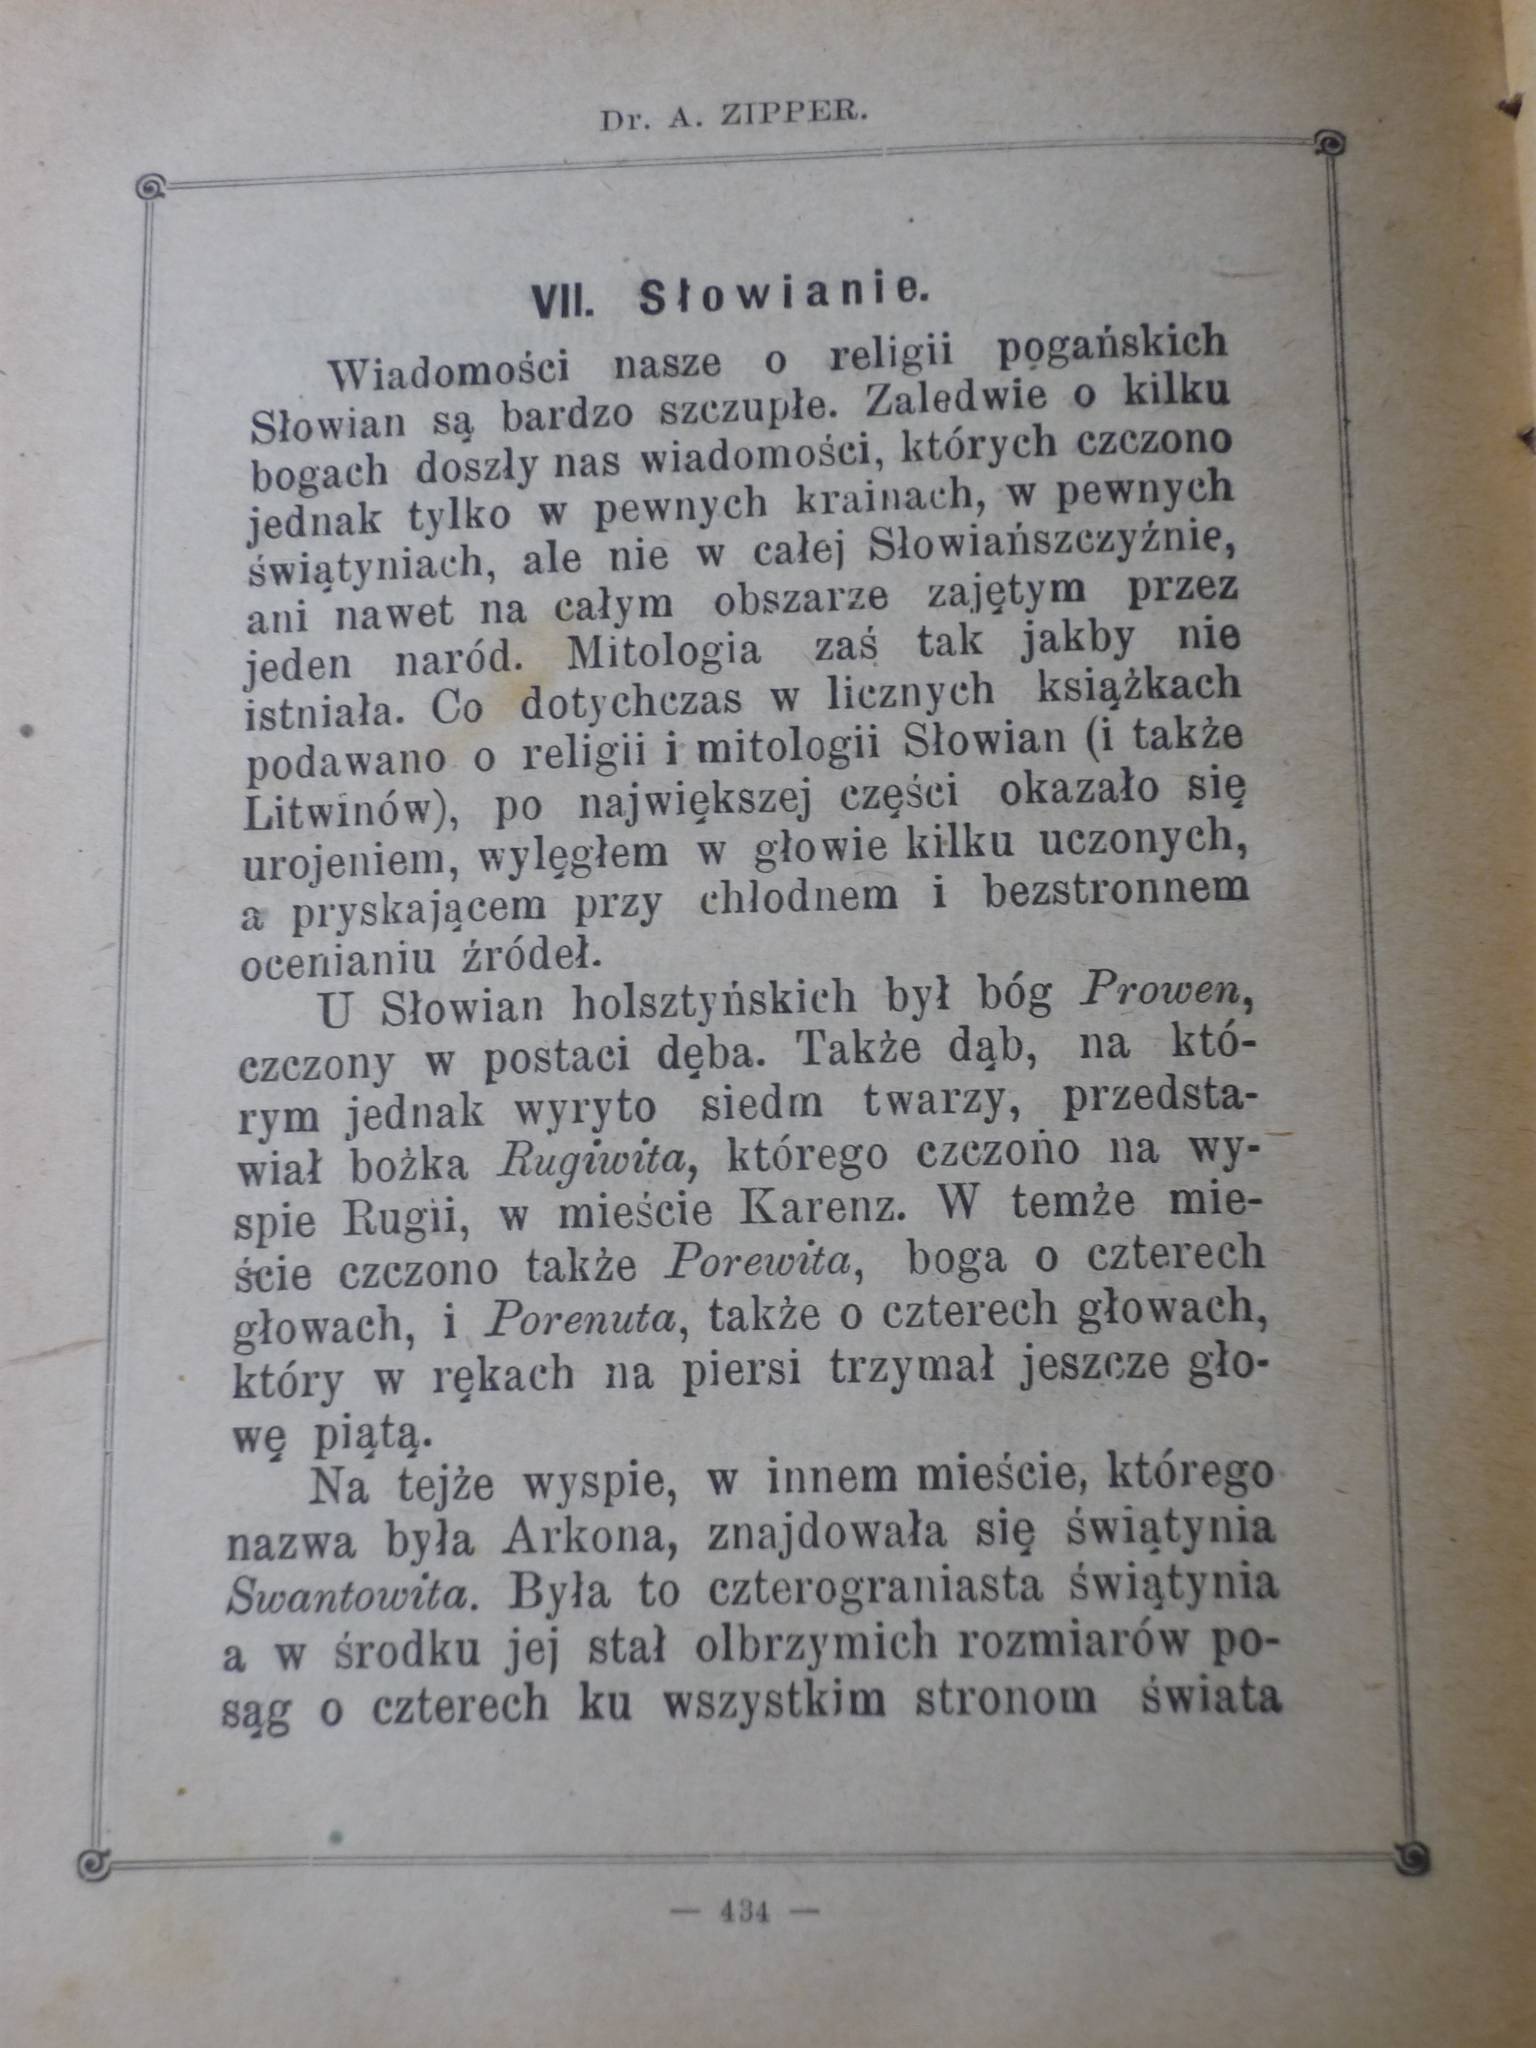 Dr. A. ZIPPER.
VII. Słowianie.
Wiadomości nasze o religii pogańskich
Słowian są bardzo szczupłe. Zaledwie o kilku
bogach doszły nas wiadomości, których czczono
jednak tylko w pewnych krainach, w pewnych
świątyniach, ale nie w całej Słowiańszczyźnie,
ani nawet na całym obszarze zajętym przez
jeden naród. Mitologia zaś tak jakby nie
istniała. Co dotychczas w licznych książkach
podawano o religii i mitologii Słowian (i także
Litwinów), po największej części okazało się
urojeniem, wylęgłem w głowie kilku uczonych,
a pryskającem przy chłodnem i bezstronnem
ocenianiu źródeł.
U Słowian holsztyńskich był bóg Prowen,
czczony w postaci dęba. Także dąb, na któ-
rym jednak wyryto siedm twarzy, przedsta-
wiał bożka Rugiwita, którego czczono na wy-
spie Rugii, w mieście Karenz. W temże mie-
ście czczono także Porewita, boga o czterech
głowach, i Porenuta, także o czterech głowach,
który w rękach na piersi trzymał jeszcze gło-
wę piątą.
Na tejże wyspie, w innem mieście, którego
nazwa była Arkona, znajdowała się świątynia
Swantowita. Była to czterograniasta świątynia
a w środku jej stał olbrzymich rozmiarów po-
sąg o czterech ku wszystkim stronom świata
— 434 —